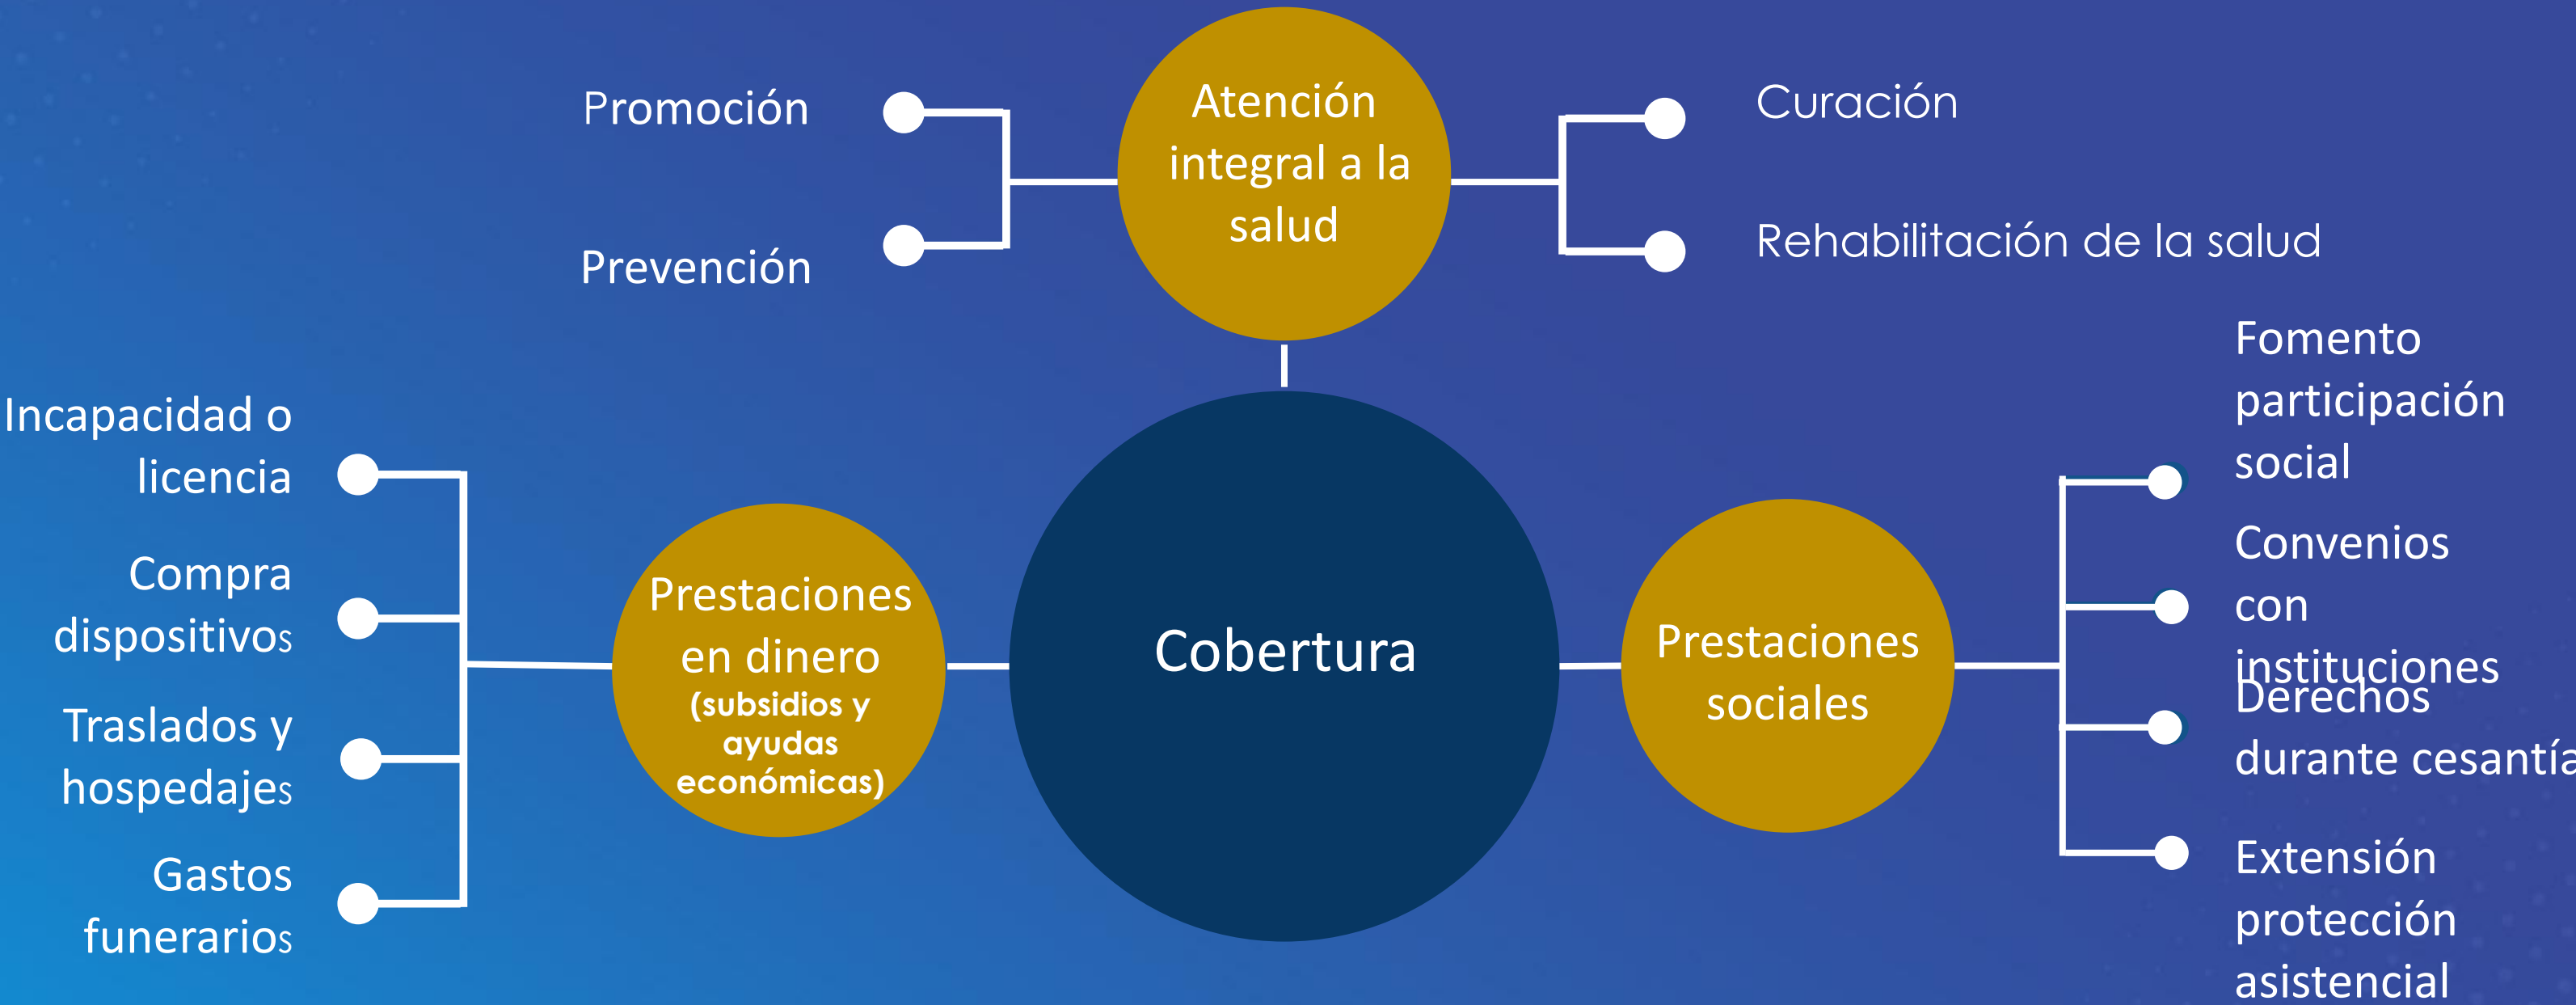 Atención
integral a la
salud
Promoción
Prevención
Curación
Rehabilitación de la salud
Cobertura
Prestaciones
en dinero
(subsidios y
ayudas
económicas)
Incapacidad o
licencia
Compra
dispositivos
Traslados y
hospedajes
Gastos
funerarios
Prestaciones
sociales
Fomento
participación
social
Convenios
con
instituciones
Derechos
durante cesantía
Extensión
protección
asistencial